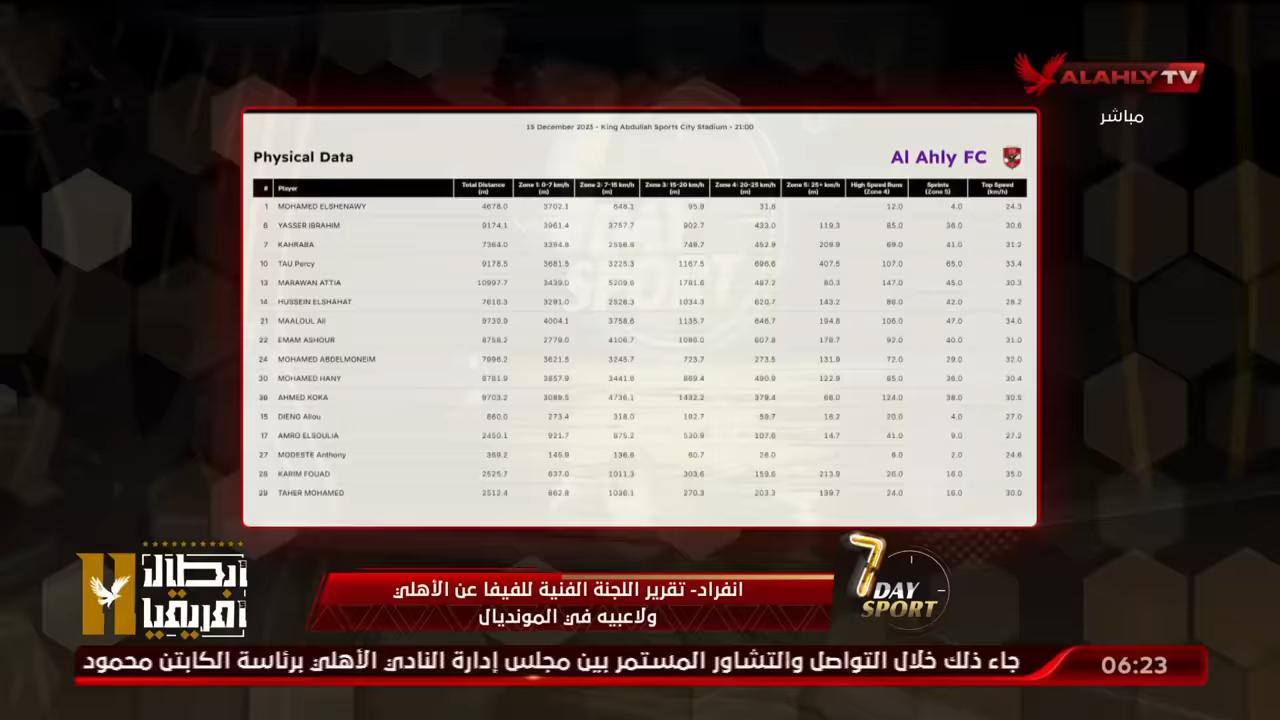 ALAHLY TV
مباشر
15 December 2023 - King Abdullah Sports City Stadium - 21:00
Physical Data
Al Ahly FC
# Player Total Distance (m) Zone 1: 0-7 km/h (m) Zone 2: 7-15 km/h (m) Zone 3: 15-20 km/h (m) Zone 4: 20-25 km/h (m) Zone 5: 25+ km/h (m) High Speed Runs (Zone 4) Sprints (Zone 5) Top Speed (km/h)
1 MOHAMED ELSHENAWY 4678.0 3702.1 848.1 95.9 31.8 12.0 4.0 24.3
6 YASSER IBRAHIM 9174.1 3961.4 3757.7 902.7 433.0 119.3 85.0 36.0 30.6
7 KAHRABA 7364.0 3394.8 2556.8 749.7 452.9 209.9 69.0 41.0 31.2
10 TAU Percy 9178.5 3681.5 3225.3 1167.5 696.6 407.5 107.0 65.0 33.4
13 MARAWAN ATTIA 10997.7 3439.0 5209.6 1781.6 487.2 80.3 147.0 45.0 30.3
14 HUSSEIN ELSHAHAT 7616.3 3291.0 2526.3 1034.3 620.7 143.2 86.0 42.0 28.2
21 MAALOUL Ali 9739.9 4004.1 3758.6 1135.7 646.7 194.8 106.0 47.0 34.0
22 EMAM ASHOUR 8758.2 2779.0 4106.7 1086.0 607.8 178.7 92.0 40.0 31.0
24 MOHAMED ABDELMONEIM 7996.2 3621.5 3245.7 723.7 273.5 131.9 72.0 29.0 32.0
30 MOHAMED HANY 8781.9 3857.9 3441.8 869.4 490.9 122.9 85.0 36.0 30.4
36 AHMED KOKA 9703.2 3089.5 4736.1 1432.2 379.4 66.0 124.0 38.0 30.5
15 DIENG Aliou 860.0 273.4 318.0 192.7 59.7 16.2 20.0 4.0 27.0
17 AMRO ELSOULIA 2450.1 921.7 875.2 530.9 107.6 14.7 41.0 9.0 27.2
27 MODESTE Anthony 369.2 145.9 136.6 60.7 26.0 6.0 2.0 24.6
28 KARIM FOUAD 2525.7 837.0 1011.3 303.6 159.6 213.9 26.0 16.0 35.0
29 TAHER MOHAMED 2512.4 862.8 1036.1 270.3 203.3 139.7 24.0 16.0 30.0
أبطال
أفريقيا
انفراد- تقرير اللجنة الفنية للفيفا عن الأهلي
ولاعبيه في المونديال
7 DAY
SPORT
جاء ذلك خلال التواصل والتشاور المستمر بين مجلس إدارة النادي الأهلي برئاسة الكابتن محمود
06:23